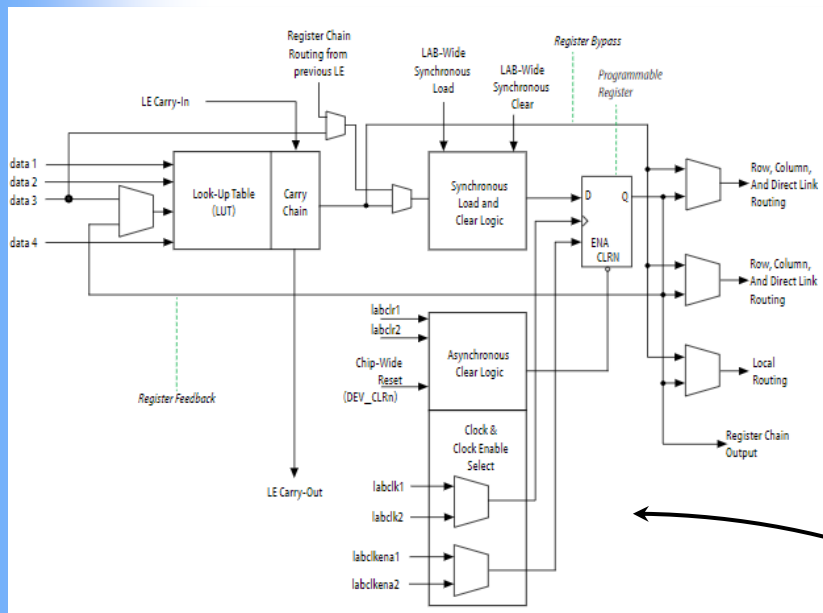 Register Chain
Routing from
previous LE
LAB-Wide
Synchronous
Load
LAB-Wide
Synchronous
Clear
Register Bypass
Programmable
Register
LE Carry-In
data 1
data 2
data 3
data 4
Look-Up Table
(LUT)
Carry
Chain
Synchronous
Load and
Clear Logic
D
Q
ENA
CLRN
Row, Column,
And Direct Link
Routing
Row, Column,
And Direct Link
Routing
Local
Routing
Register Chain
Output
labclr1
labclr2
Chip-Wide
Reset
(DEV_CLRn)
Asynchronous
Clear Logic
Register Feedback
Clock &
Clock Enable
Select
LE Carry-Out
labclk1
labclk2
labclkena1
labclkena2